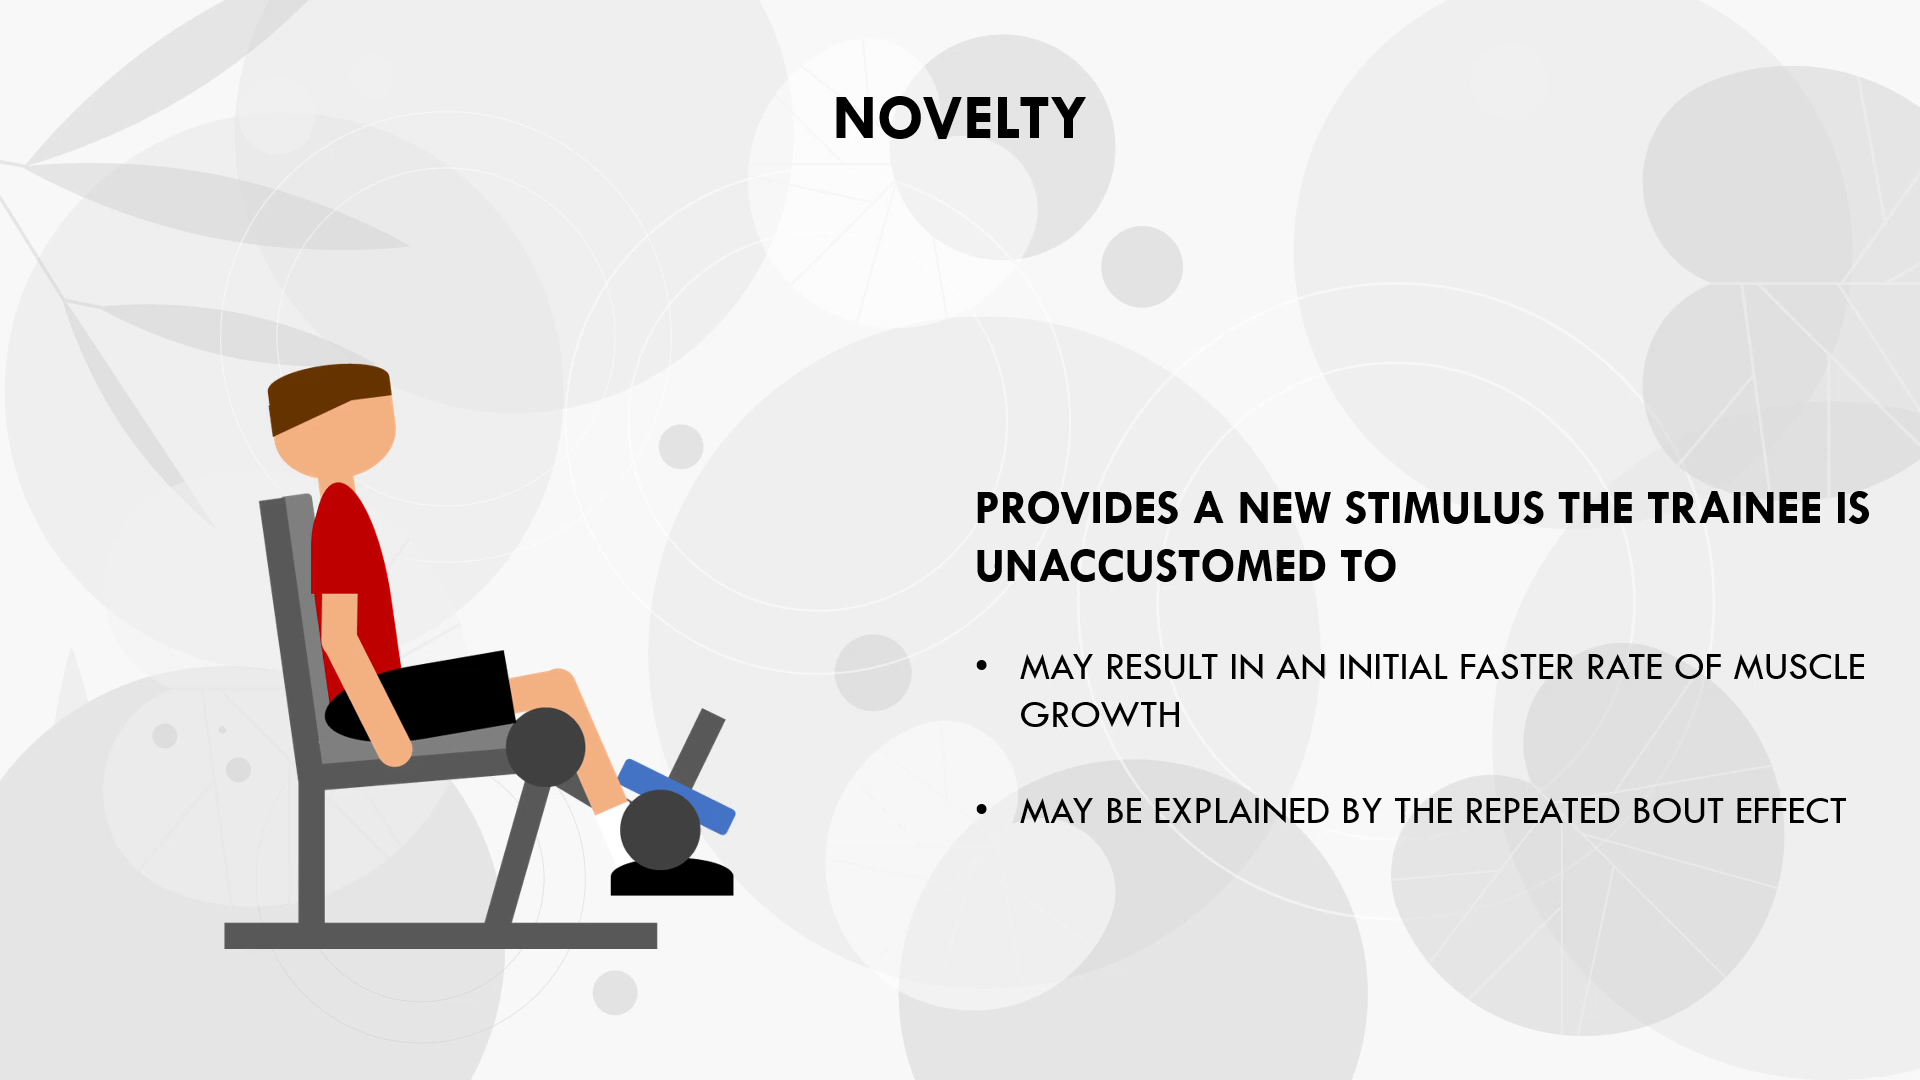 NOVELTY
PROVIDES A NEW STIMULUS THE TRAINEE IS
UNACCUSTOMED TO
• MAY RESULT IN AN INITIAL FASTER RATE OF MUSCLE
GROWTH
• MAY BE EXPLAINED BY THE REPEATED BOUT EFFECT